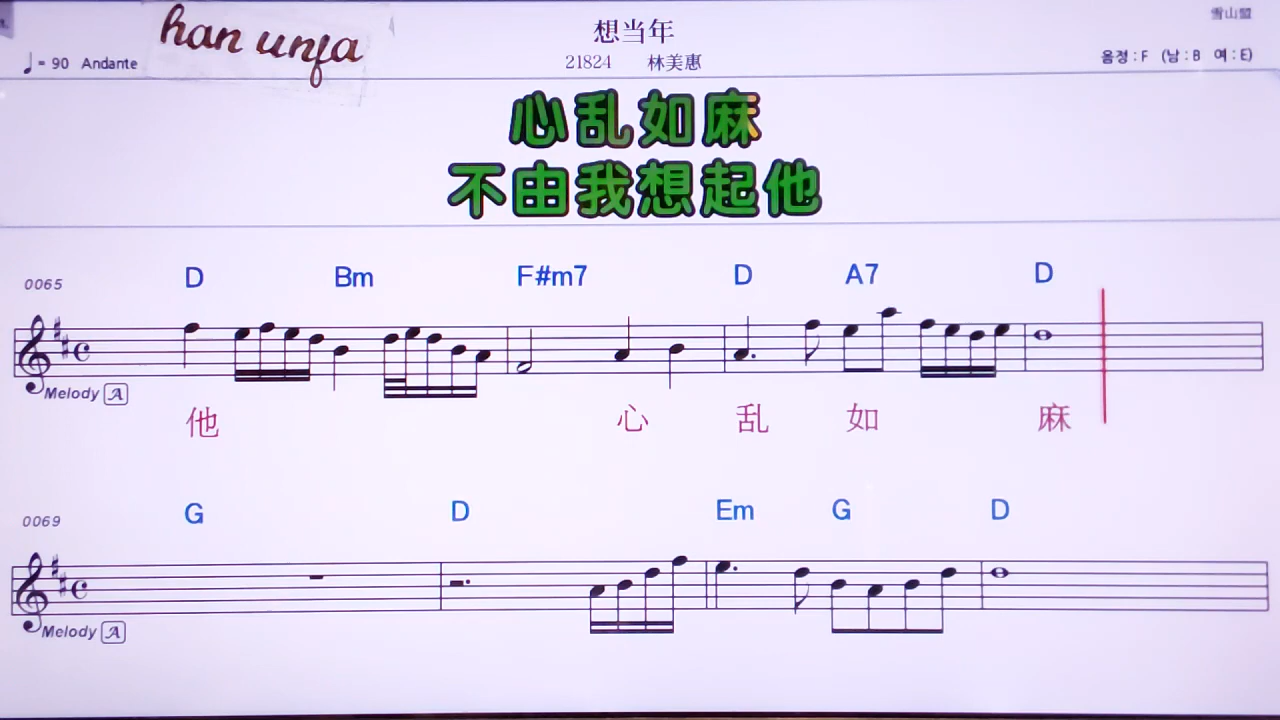 han unfa
想当年
雪山盟
♩= 90 Andante
21824 林美惠
음정 : F (남 : B 여 : E)
心乱如麻
不由我想起他
0065 D Bm F#m7 D A7 D
Melody A
他 心 乱 如 麻
0069 G D Em G D
Melody A